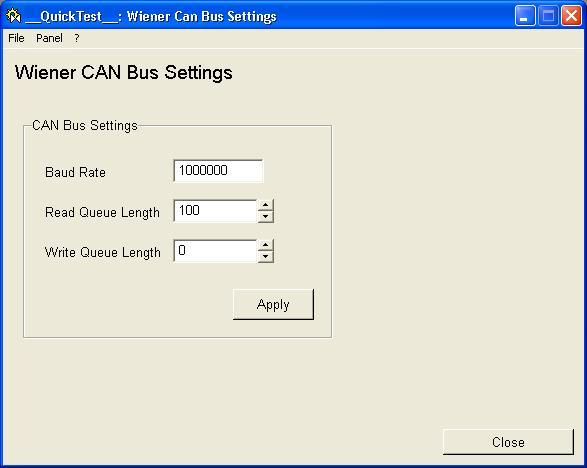 __QuickTest__: Wiener Can Bus Settings
File Panel ?
Wiener CAN Bus Settings
CAN Bus Settings
Baud Rate 1000000
Read Queue Length 100
Write Queue Length 0
Apply
Close